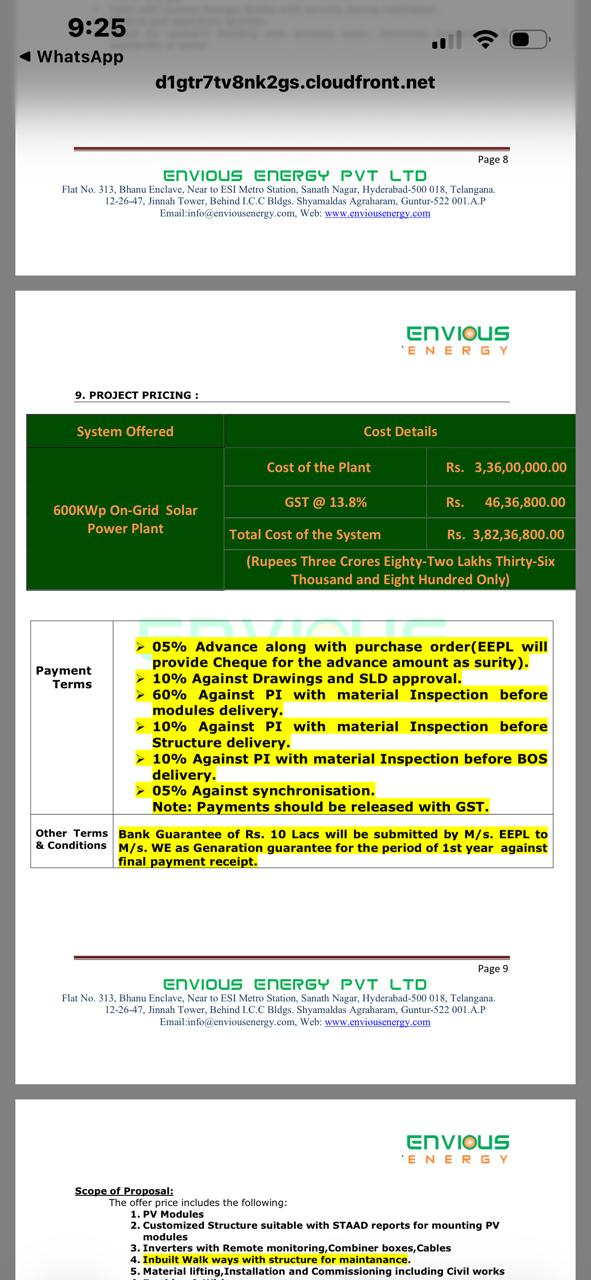 9:25
◀ WhatsApp
d1gtr7tv8nk2gs.cloudfront.net
Page 8
ENVIOUS ENERGY PVT LTD
Flat No. 313, Bhanu Enclave, Near to ESI Metro Station, Sanath Nagar, Hyderabad-500 018, Telangana.
12-26-47, Jinnah Tower, Behind I.C.C Bldgs. Shyamaldas Agraharam, Guntur-522 001.A.P
Email:info@enviousenergy.com, Web: www.enviousenergy.com
ENVIOUS
ENERGY
9. PROJECT PRICING :
System Offered Cost Details
600KWp On-Grid Solar
Power Plant
Cost of the Plant Rs. 3,36,00,000.00
GST @ 13.8% Rs. 46,36,800.00
Total Cost of the System Rs. 3,82,36,800.00
(Rupees Three Crores Eighty-Two Lakhs Thirty-Six
Thousand and Eight Hundred Only)
ENVIOUS
Payment
Terms
➢ 05% Advance along with purchase order(EEPL will
provide Cheque for the advance amount as surity).
➢ 10% Against Drawings and SLD approval.
➢ 60% Against PI with material Inspection before
modules delivery.
➢ 10% Against PI with material Inspection before
Structure delivery.
➢ 10% Against PI with material Inspection before BOS
delivery.
➢ 05% Against synchronisation.
Note: Payments should be released with GST.
Other Terms
& Conditions
Bank Guarantee of Rs. 10 Lacs will be submitted by M/s. EEPL to
M/s. WE as Genaration guarantee for the period of 1st year against
final payment receipt.
Page 9
ENVIOUS ENERGY PVT LTD
Flat No. 313, Bhanu Enclave, Near to ESI Metro Station, Sanath Nagar, Hyderabad-500 018, Telangana.
12-26-47, Jinnah Tower, Behind I.C.C Bldgs. Shyamaldas Agraharam, Guntur-522 001.A.P
Email:info@enviousenergy.com, Web: www.enviousenergy.com
ENVIOUS
ENERGY
Scope of Proposal:
The offer price includes the following:
1. PV Modules
2. Customized Structure suitable with STAAD reports for mounting PV
modules
3. Inverters with Remote monitoring,Combiner boxes,Cables
4. Inbuilt Walk ways with structure for maintanance.
5. Material lifting,Installation and Commissioning including Civil works